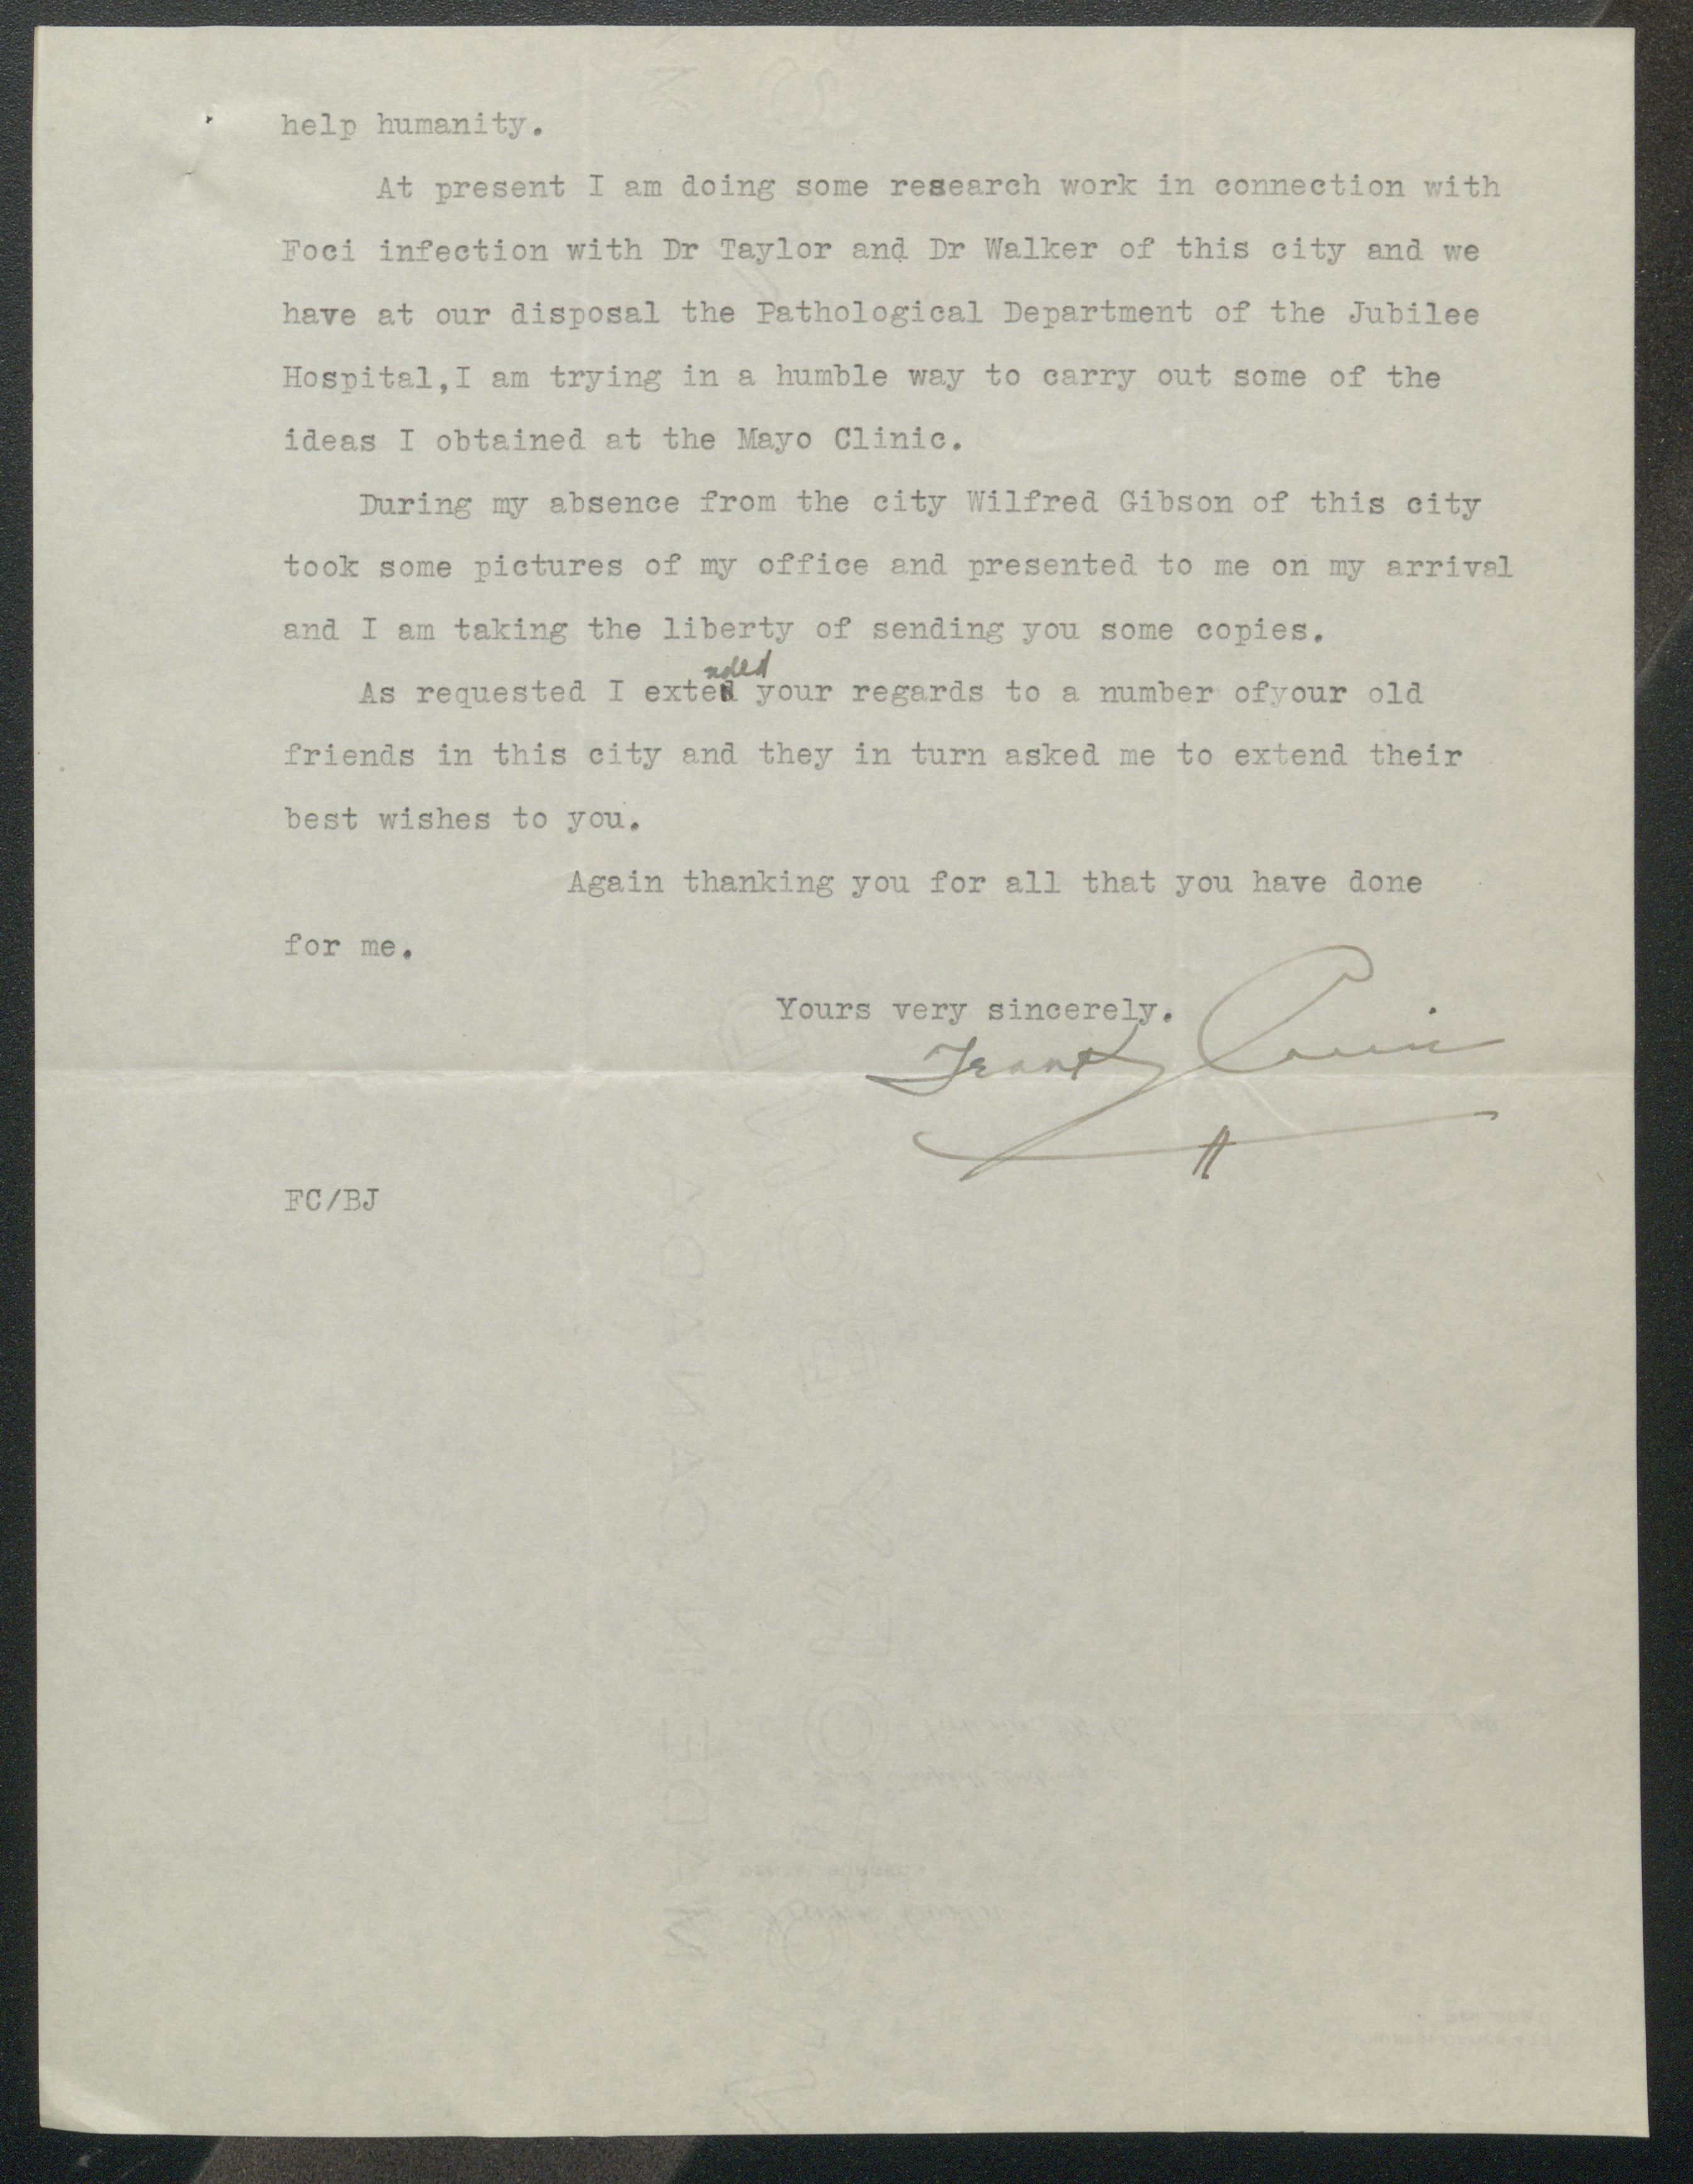 help humanity.
At present I am doing some research work in connection with
Foci infection with Dr Taylor and Dr Walker of this city and we
have at our disposal the Pathological Department of the Jubilee
Hospital,I am trying in a humble way to carry out some of the
ideas I obtained at the Mayo Clinic.
During my absence from the city Wilfred Gibson of this city
took some pictures of my office and presented to me on my arrival
and I am taking the liberty of sending you some copies.
As requested I extended your regards to a number ofyour old
friends in this city and they in turn asked me to extend their
best wishes to you.
Again thanking you for all that you have done
for me.
Yours very sincerely.
Frank
FC/BJ